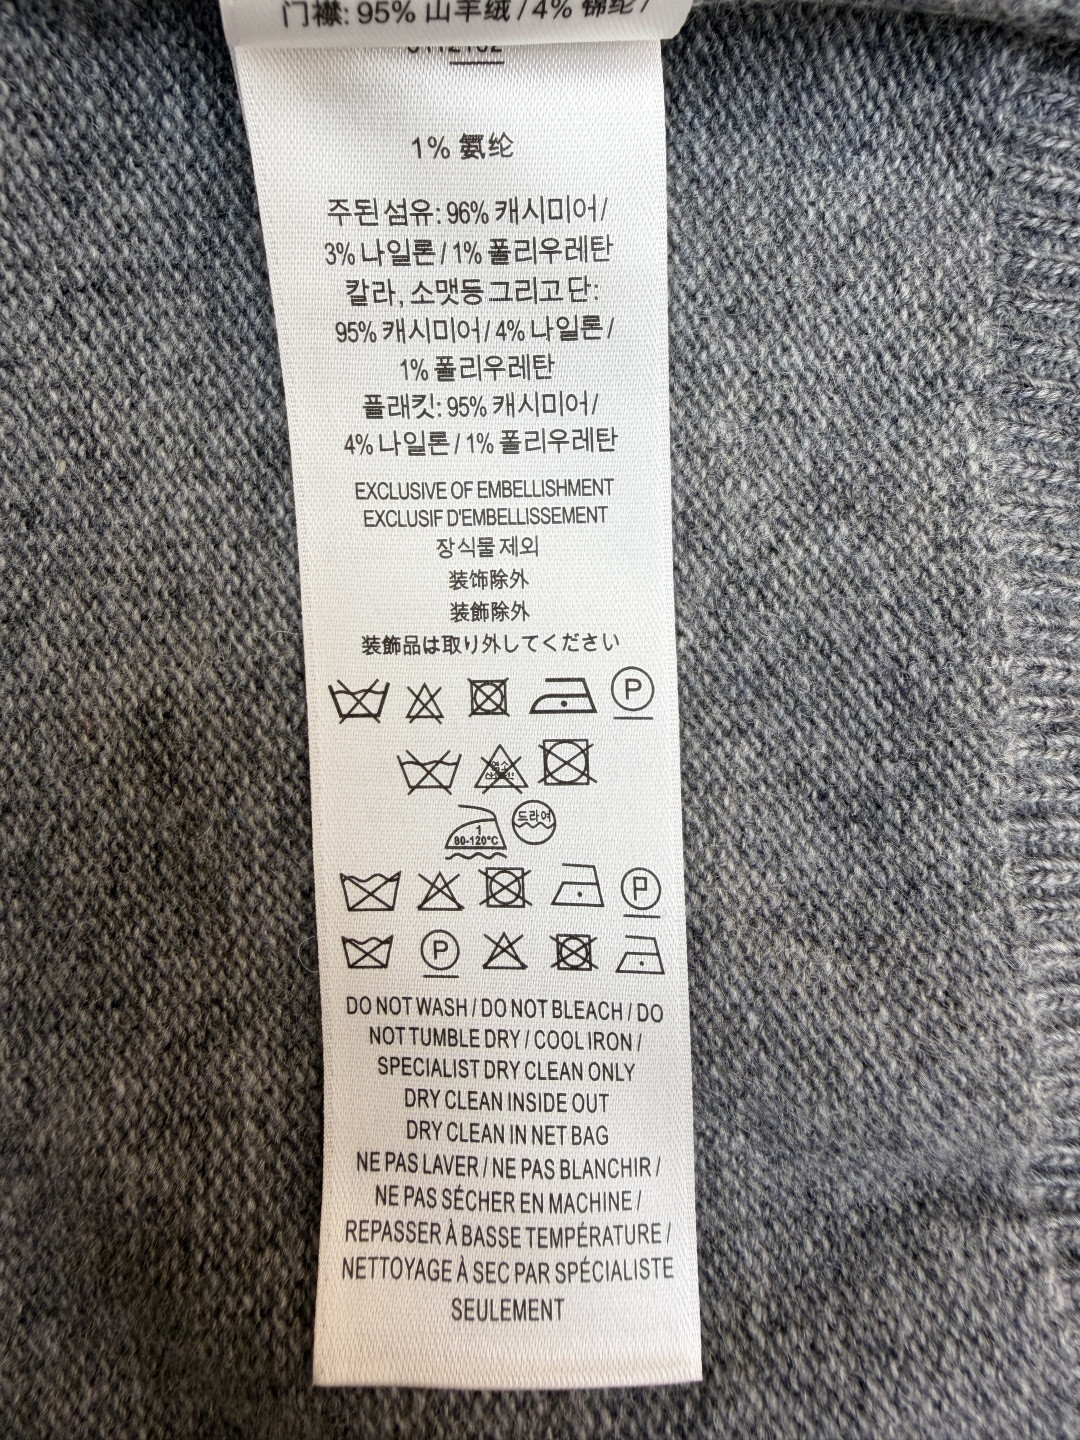 门襟: 95% 山羊绒 / 4% 锦纶 /
1% 氨纶
주된 섬유: 96% 캐시미어 /
3% 나일론 / 1% 폴리우레탄
칼라, 소맷등 그리고 단:
95% 캐시미어 / 4% 나일론 /
1% 폴리우레탄
플래킷: 95% 캐시미어 /
4% 나일론 / 1% 폴리우레탄
EXCLUSIVE OF EMBELLISHMENT
EXCLUSIF D'EMBELLISSEMENT
장식물 제외
装饰除外
装飾除外
装飾品は取り外してください
P
염소
드라이
1
80-120°C
P
P
DO NOT WASH / DO NOT BLEACH / DO
NOT TUMBLE DRY / COOL IRON /
SPECIALIST DRY CLEAN ONLY
DRY CLEAN INSIDE OUT
DRY CLEAN IN NET BAG
NE PAS LAVER / NE PAS BLANCHIR /
NE PAS SÉCHER EN MACHINE /
REPASSER À BASSE TEMPÉRATURE /
NETTOYAGE À SEC PAR SPÉCIALISTE
SEULEMENT